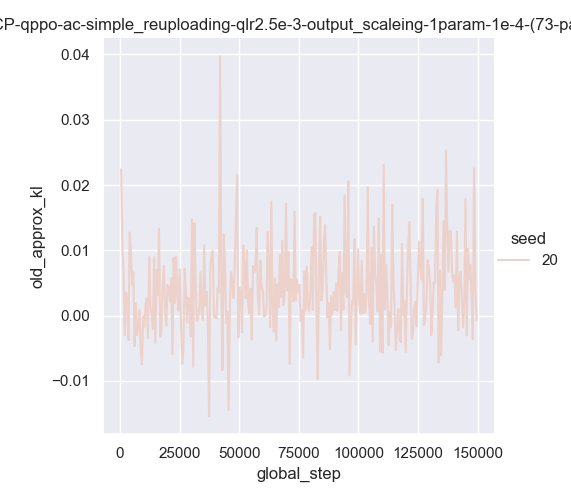 CP-qppo-ac-simple_reuploading-qlr2.5e-3-output_scaleing-1param-1e-4-(73-pa
0.04
0.03
0.02
0.01
0.00
−0.01
old_approx_kl
seed
20
0 25000 50000 75000 100000 125000 150000
global_step